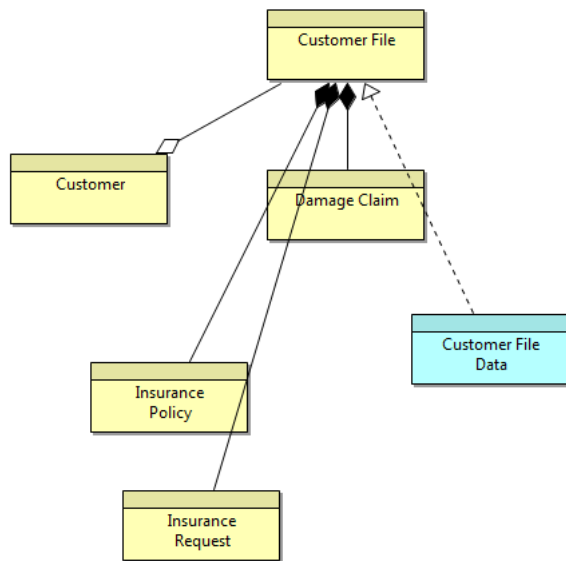 Customer File
Customer
Damage Claim
Customer File
Data
Insurance
Policy
Insurance
Request